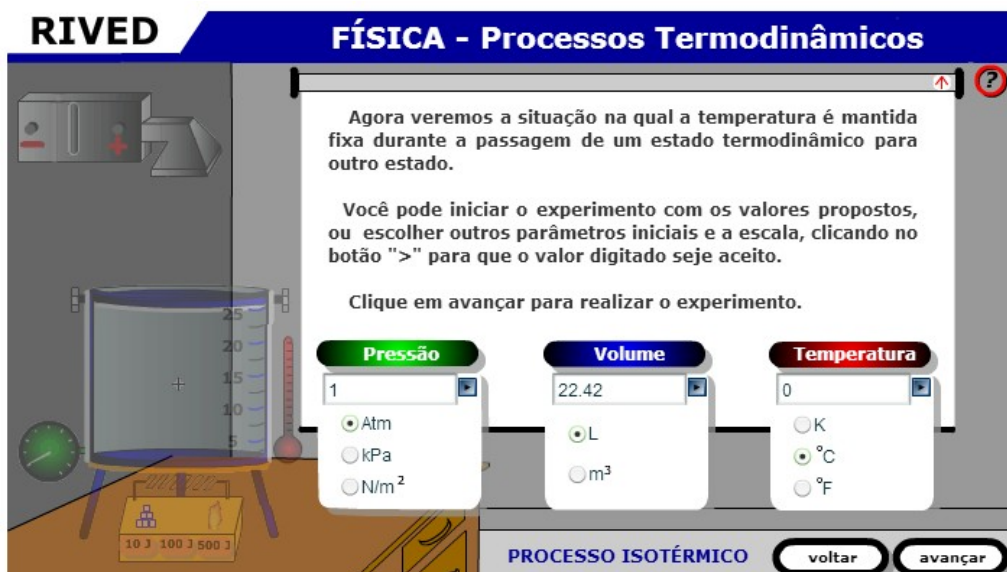 RIVED
FÍSICA - Processos Termodinâmicos
?
Agora veremos a situação na qual a temperatura é mantida
fixa durante a passagem de um estado termodinâmico para
outro estado.
Você pode iniciar o experimento com os valores propostos,
ou escolher outros parâmetros iniciais e a escala, clicando no
botão ">" para que o valor digitado seje aceito.
Clique em avançar para realizar o experimento.
25
20
15
10
5
Pressão
1
Atm
kPa
N/m²
Volume
22.42
L
m³
Temperatura
0
K
°C
°F
10 J 100 J 500 J
PROCESSO ISOTÉRMICO
voltar
avançar